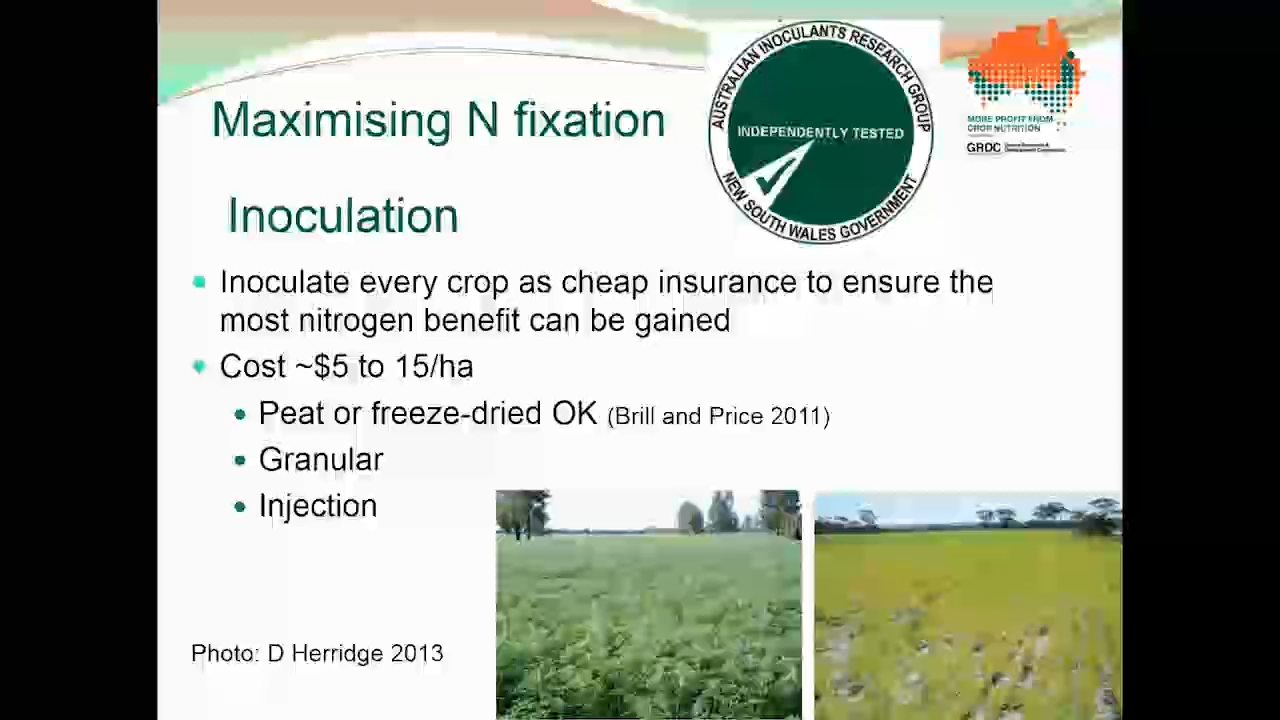 Maximising N fixation
AUSTRALIAN INOCULANTS RESEARCH GROUP
INDEPENDENTLY TESTED
NEW SOUTH WALES GOVERNMENT
MORE PROFIT FROM
CROP NUTRITION
GRDC
Inoculation
Inoculate every crop as cheap insurance to ensure the
most nitrogen benefit can be gained
Cost ~$5 to 15/ha
Peat or freeze-dried OK (Brill and Price 2011)
Granular
Injection
Photo: D Herridge 2013